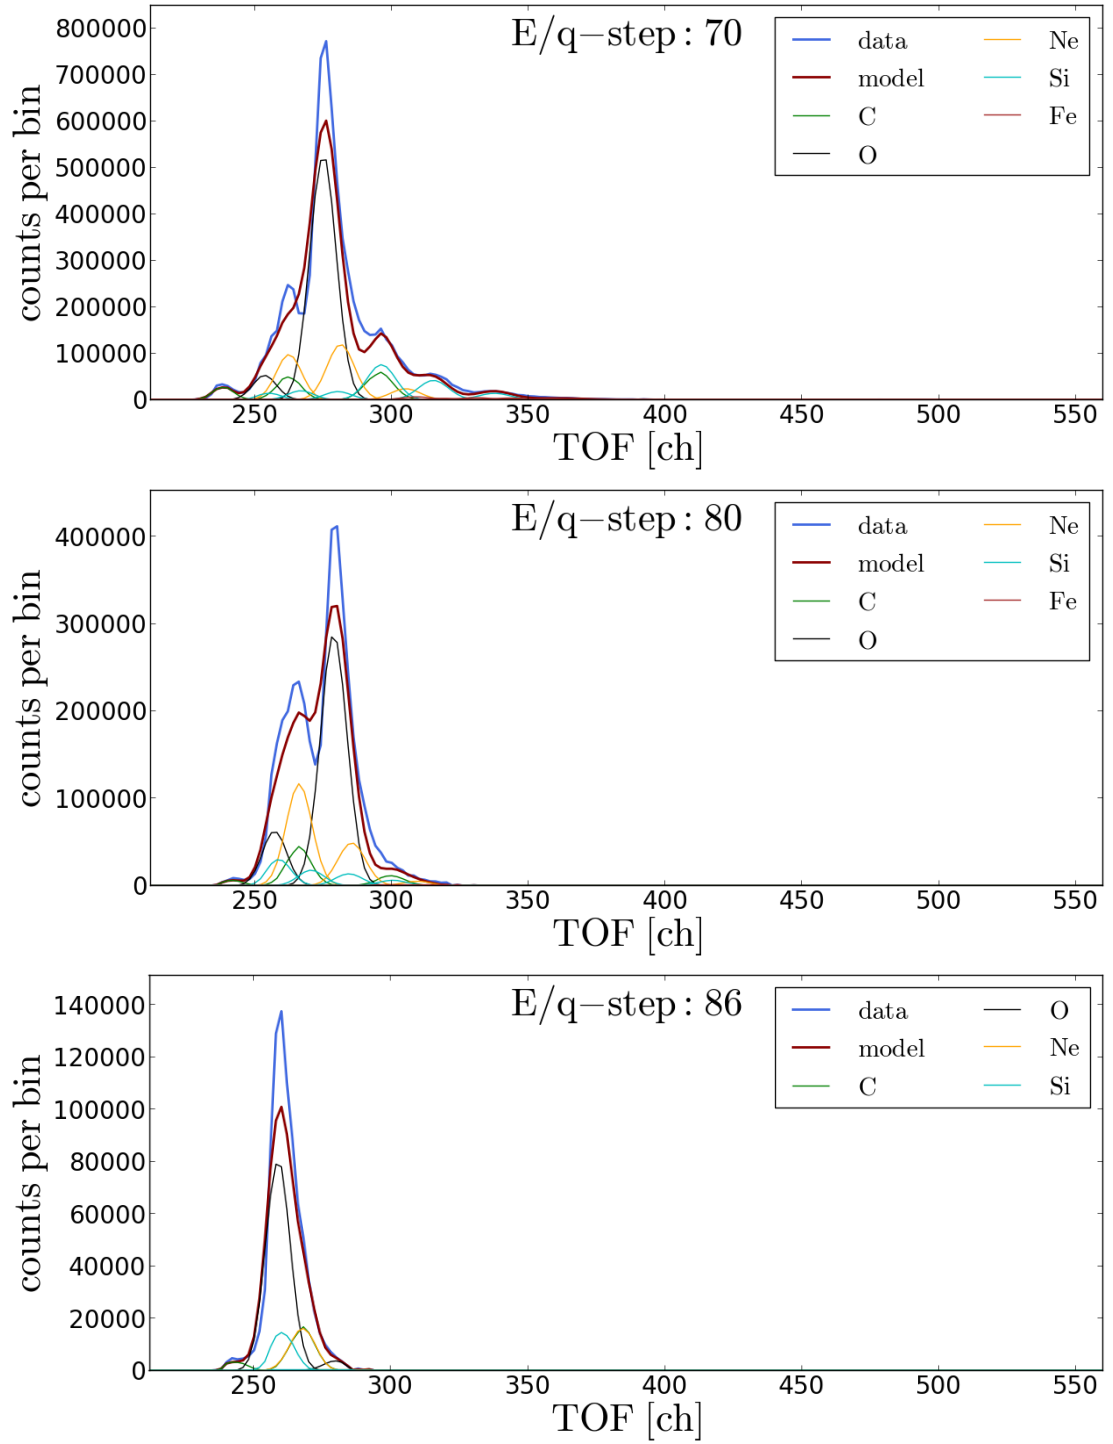 E/q−step: 70
data
model
C
O
Ne
Si
Fe
counts per bin
800000
700000
600000
500000
400000
300000
200000
100000
0
250 300 350 400 450 500 550
TOF [ch]
E/q−step: 80
data
model
C
O
Ne
Si
Fe
counts per bin
400000
300000
200000
100000
0
250 300 350 400 450 500 550
TOF [ch]
E/q−step: 86
data
model
C
O
Ne
Si
counts per bin
140000
120000
100000
80000
60000
40000
20000
0
250 300 350 400 450 500 550
TOF [ch]